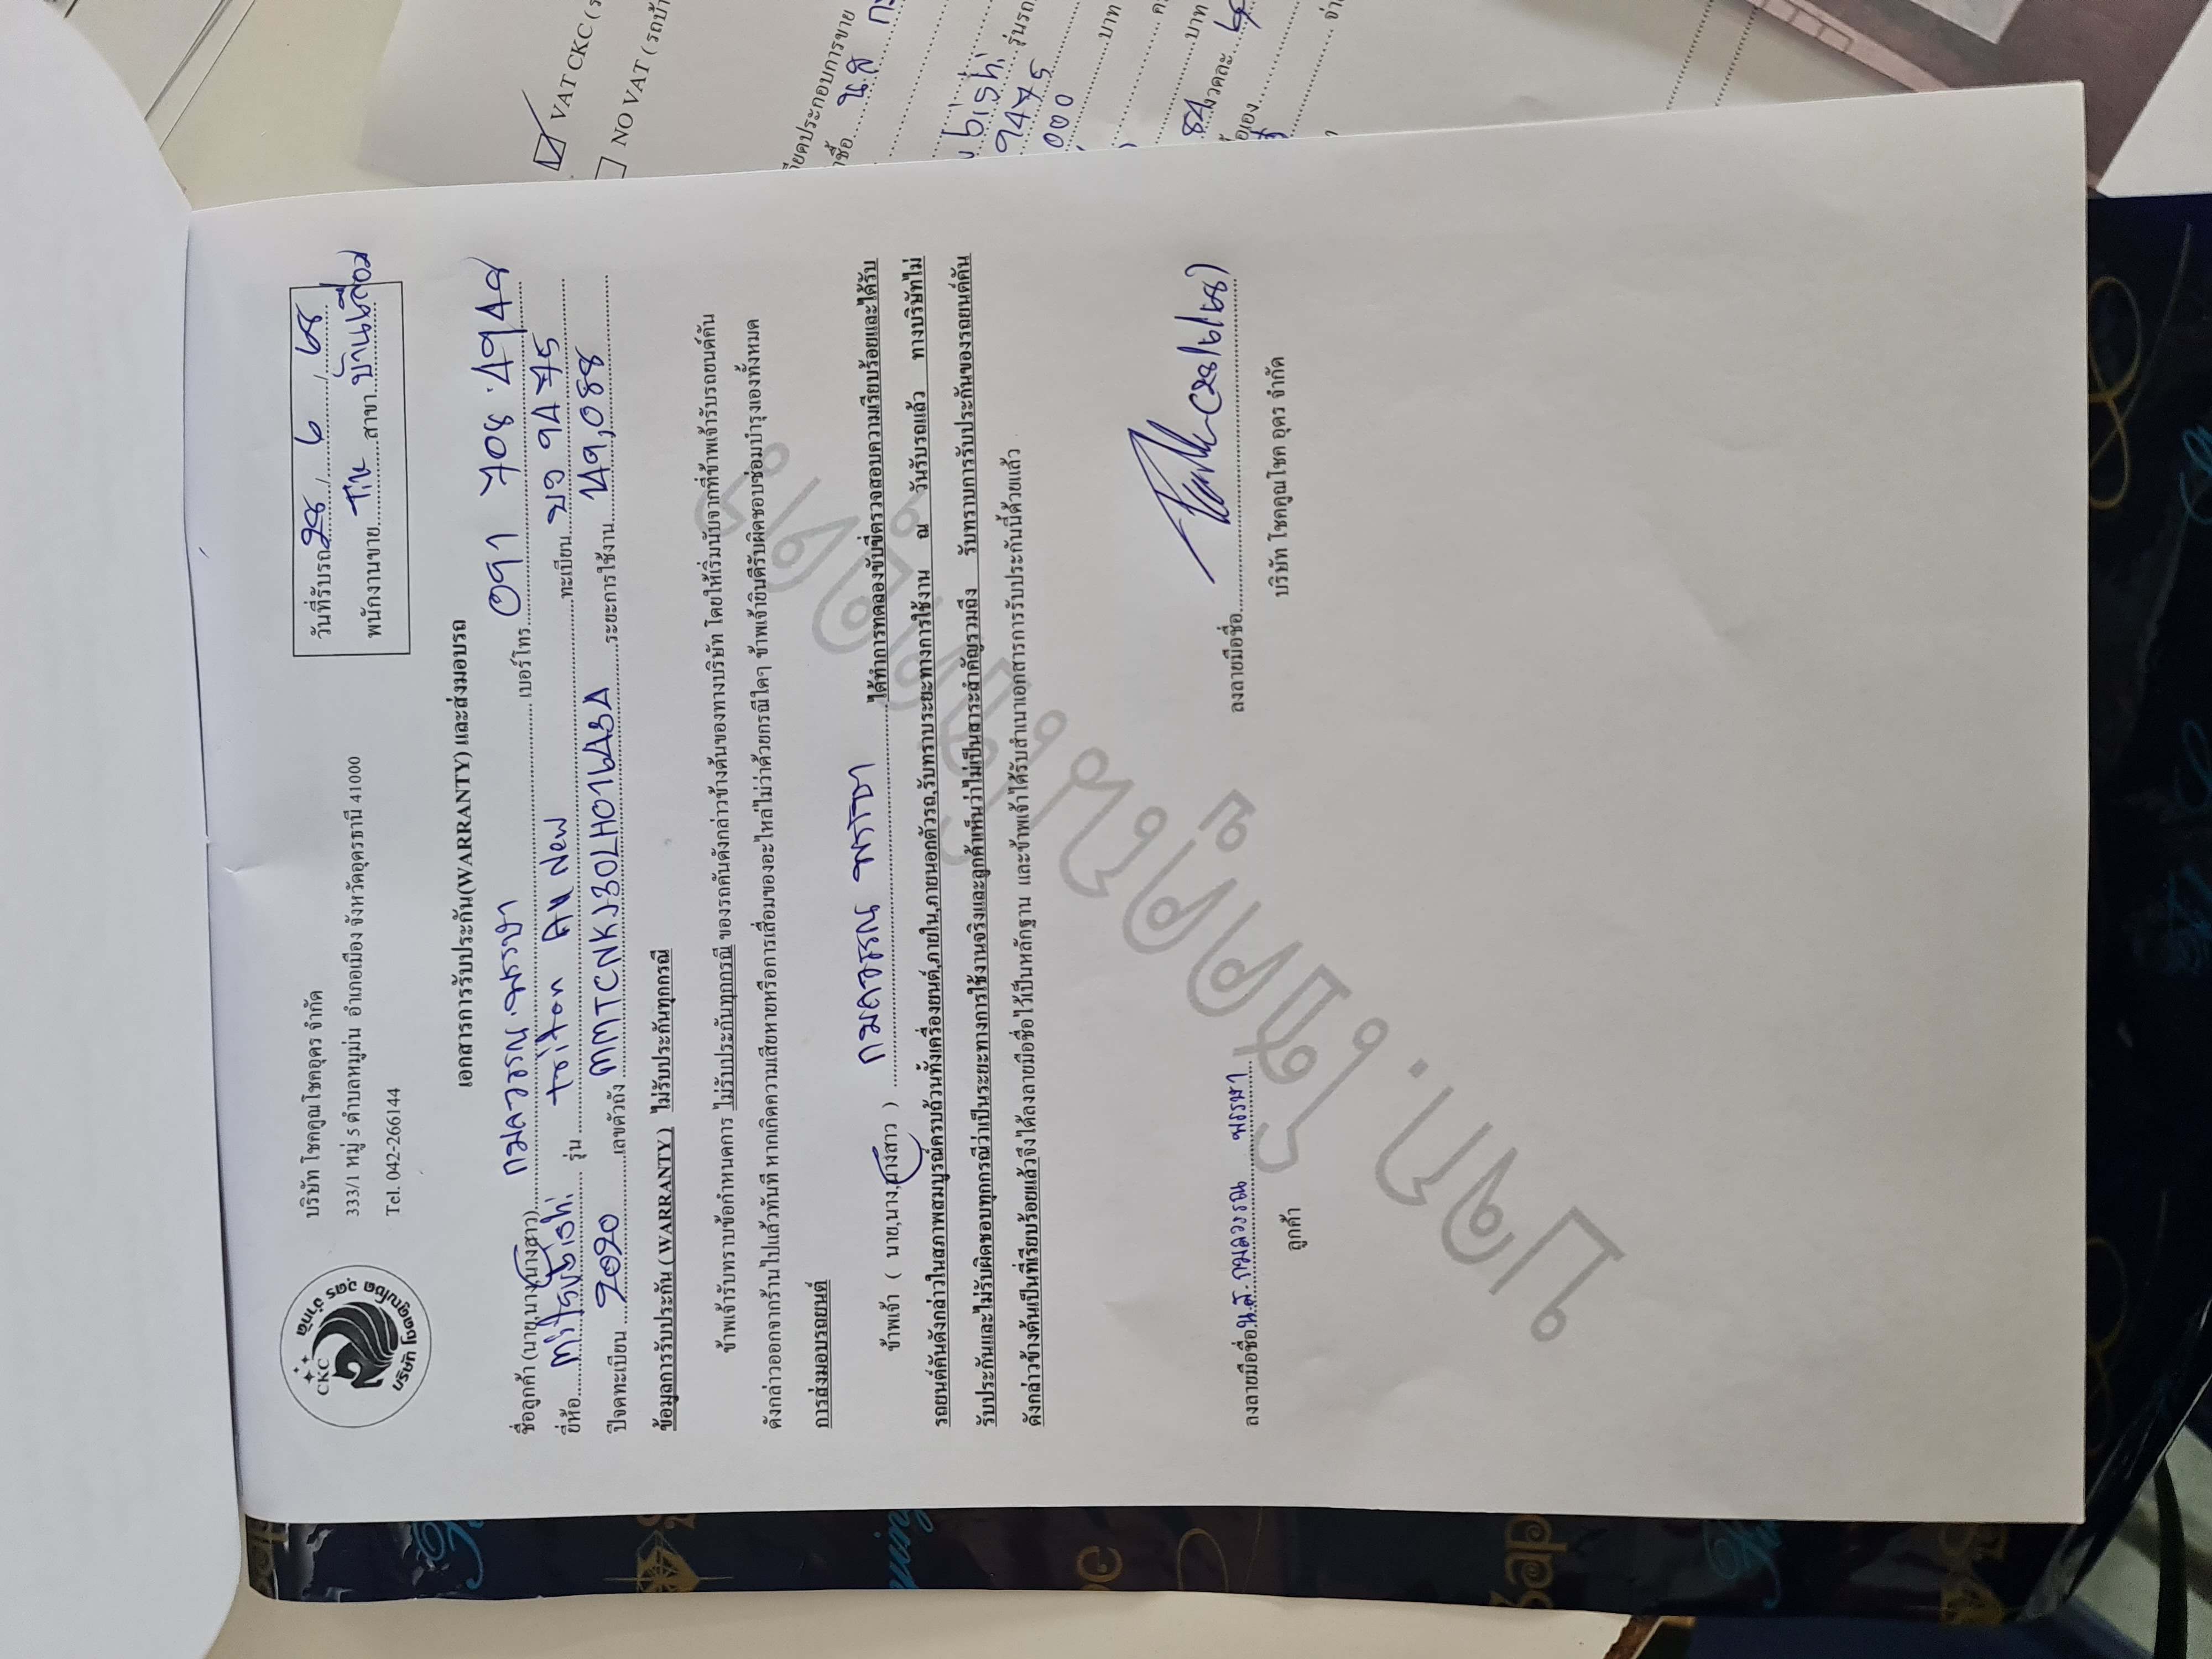 CKC
บริษัท โชคคูณโชค อุดร จำกัด
บริษัท โชคคูณโชคอุดร จำกัด
333/1 หมู่ 5 ตำบลหมูม่น อำเภอเมือง จังหวัดอุดรธานี 41000
Tel. 042-266144
วันที่รับรถ 28 / 6 / 68
พนักงานขาย สาขา บ้านเลื่อม
เอกสารการรับประกัน(WARRANTY) และส่งมอบรถ
ชื่อลูกค้า (นาย,นาง,นางสาว) กมลวรรณ พรรษา เบอร์โทร 091 708 4949
ยี่ห้อ Mitsubishi รุ่น triton All New ทะเบียน 9475
ปีจดทะเบียน 2020 เลขตัวถัง MMTCNKJ30LH016454 ระยะการใช้งาน 149,088
ข้อมูลการรับประกัน ( WARRANTY ) ไม่รับประกันทุกกรณี
ข้าพเจ้ารับทราบข้อกำหนดการ ไม่รับประกันทุกกรณี ของรถคันดังกล่าวข้างต้นของทางบริษัท โดยให้เริ่มนับจากที่ข้าพเจ้ารับรถยนต์คัน
ดังกล่าวออกจากร้านไปแล้วทันที หากเกิดความเสียหายหรือการเสื่อมของอะไหล่ไม่ว่าด้วยกรณีใดๆ ข้าพเจ้ายินดีรับผิดชอบซ่อมบำรุงเองทั้งหมด
การส่งมอบรถยนต์
ข้าพเจ้า ( นาย,นาง,นางสาว ) กมลวรรณ พรรษา ได้ทำการทดลองขับขี่ตรวจสอบความเรียบร้อยและได้รับ
รถยนต์คันดังกล่าวในสภาพสมบูรณ์ครบถ้วนทั้งเครื่องยนต์,ภายใน,ภายนอกตัวรถ,รับทราบระยะทางการใช้งาน ณ วันรับรถแล้ว ทางบริษัทไม่
รับประกันและไม่รับผิดชอบทุกกรณีว่าเป็นระยะทางการใช้งานจริงและลูกค้าเห็นว่าไม่เป็นสาระสำคัญรวมถึง รับทราบการรับประกันของรถยนต์คัน
ดังกล่าวข้างต้นเป็นที่เรียบร้อยแล้วจึงได้ลงลายมือชื่อไว้เป็นหลักฐาน และข้าพเจ้าได้รับสำเนาเอกสารการรับประกันนี้ด้วยแล้ว
ลงลายมือชื่อ น.ส. กมลวรรณ พรรษา ลงลายมือชื่อ
ลูกค้า บริษัท โชคคูณโชค อุดร จำกัด
VAT CKC
NO VAT
bishi
9475
000
บาท